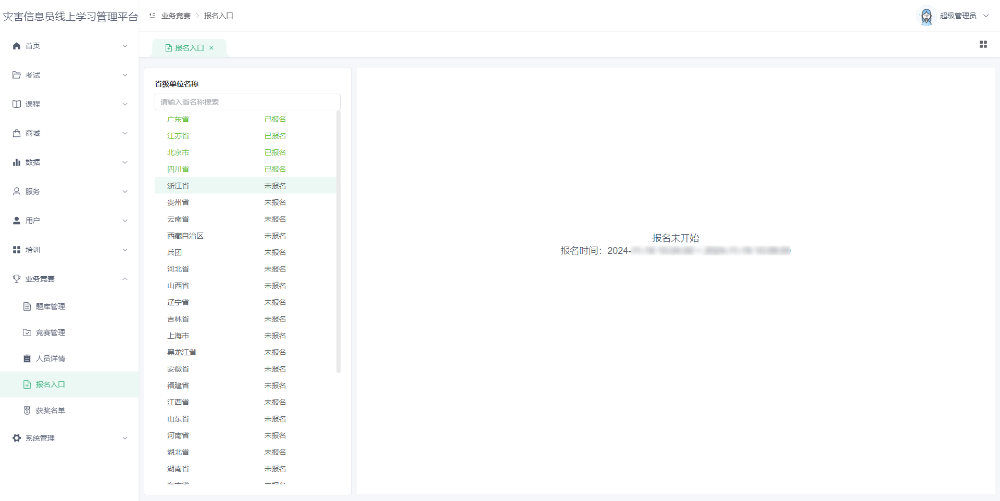 灾害信息员线上学习管理平台
业务竞赛 > 报名入口
超级管理员
首页
考试
课程
商城
数据
服务
用户
培训
业务竞赛
题库管理
竞赛管理
人员详情
报名入口
获奖名单
系统管理
报名入口 ×
省级单位名称
请输入省名称搜索
广东省 已报名
江苏省 已报名
北京市 已报名
四川省 已报名
浙江省 未报名
贵州省 未报名
云南省 未报名
西藏自治区 未报名
兵团 未报名
河北省 未报名
山西省 未报名
辽宁省 未报名
吉林省 未报名
上海市 未报名
黑龙江省 未报名
安徽省 未报名
福建省 未报名
江西省 未报名
山东省 未报名
河南省 未报名
湖北省 未报名
湖南省 未报名
报名未开始
报名时间：2024-